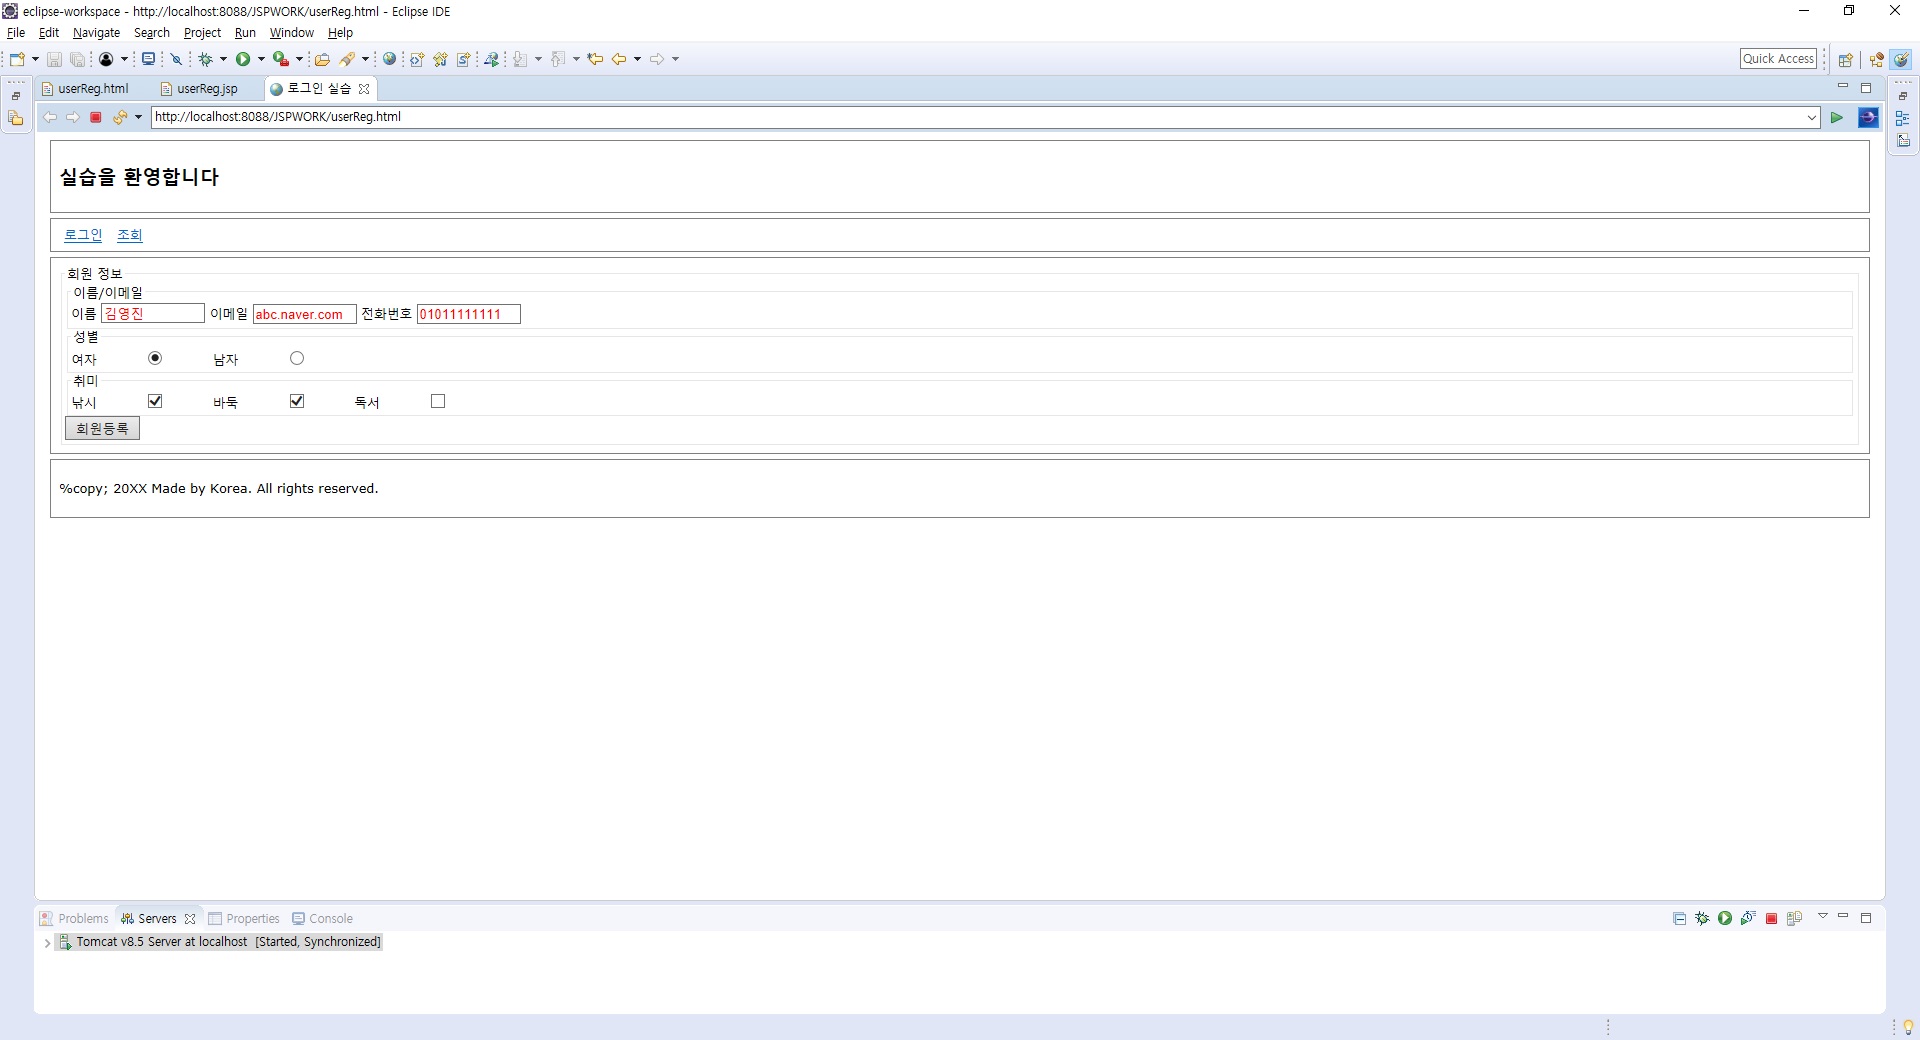 eclipse-workspace - http://localhost:8088/JSPWORK/userReg.html - Eclipse IDE
File Edit Navigate Search Project Run Window Help
Quick Access
userReg.html userReg.jsp 로그인 실습
http://localhost:8088/JSPWORK/userReg.html
실습을 환영합니다
로그인 조회
회원 정보
이름/이메일
이름 김영진 이메일 abc.naver.com 전화번호 01011111111
성별
여자 남자
취미
낚시 바둑 독서
회원등록
%copy; 20XX Made by Korea. All rights reserved.
Problems Servers Properties Console
Tomcat v8.5 Server at localhost [Started, Synchronized]